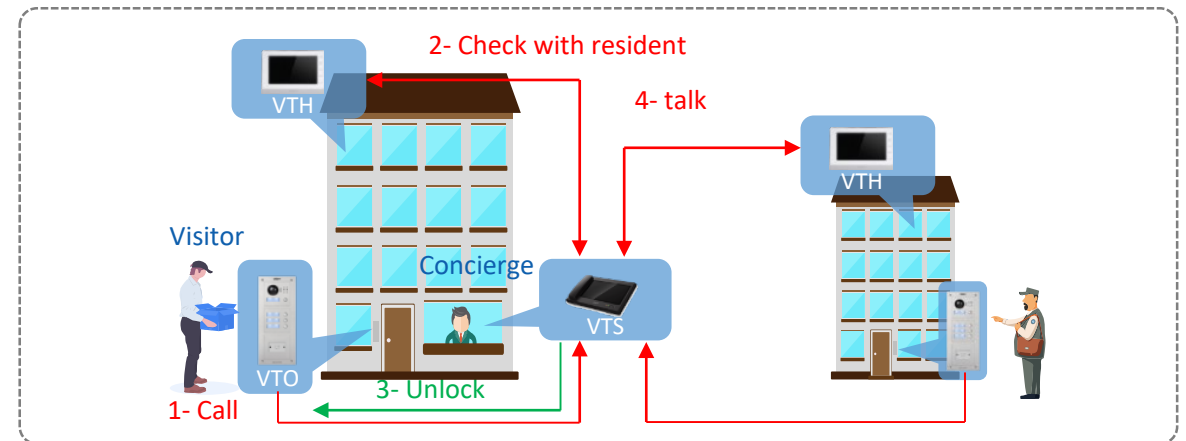 2- Check with resident
VTH
4- talk
VTH
Visitor
Concierge
VTS
VTO
3- Unlock
1- Call